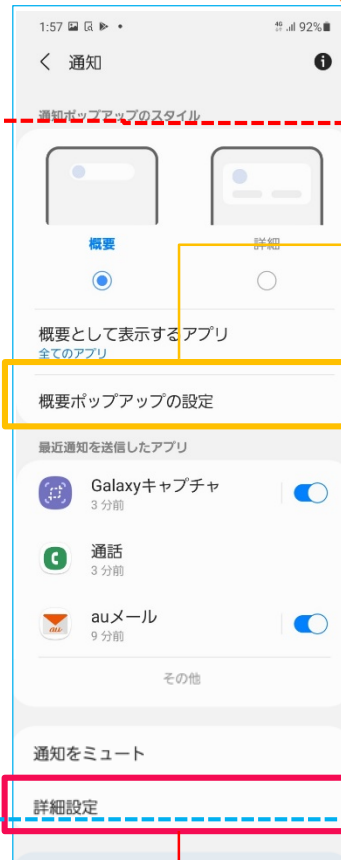 1:57
4G 92%
通知
通知ポップアップのスタイル
概要
詳細
概要として表示するアプリ
全てのアプリ
概要ポップアップの設定
最近通知を送信したアプリ
Galaxyキャプチャ
3 分前
通話
3 分前
auメール
9 分前
その他
通知をミュート
詳細設定